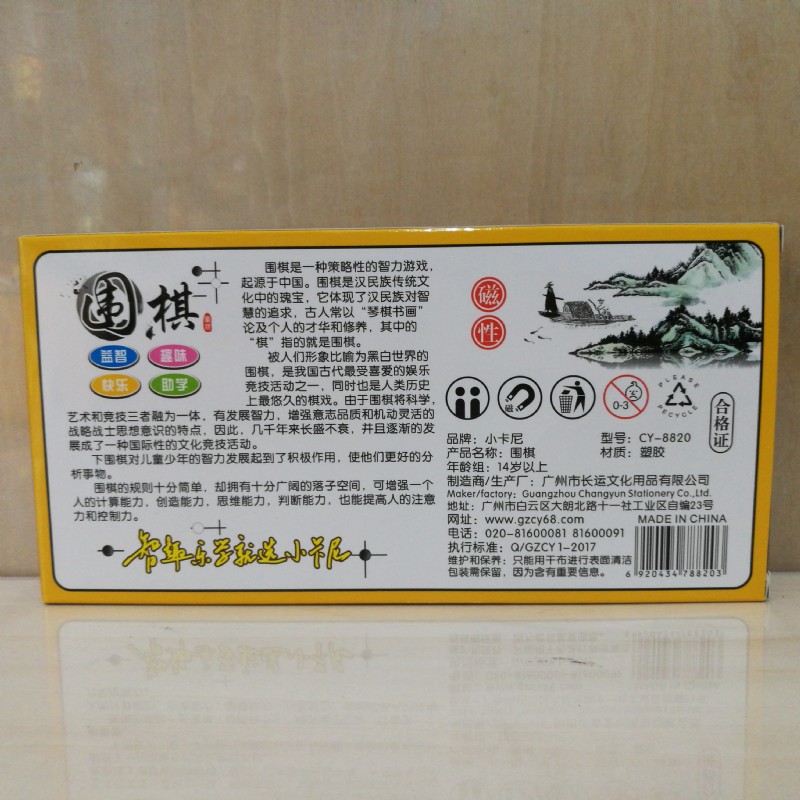 围棋
益智
趣味
快乐
助学
围棋是一种策略性的智力游戏，
起源于中国。围棋是汉民族传统文
化中的瑰宝，它体现了汉民族对智
慧的追求，古人常以“琴棋书画”
论及个人的才华和修养，其中的
“棋”指的就是围棋。
被人们形象比喻为黑白世界的
围棋，是我国古代最受喜爱的娱乐
竞技活动之一，同时也是人类历史
上最悠久的棋戏。由于围棋将科学，
艺术和竞技三者融为一体，有发展智力，增强意志品质和机动灵活的
战略战士思想意识的特点，因此，几千年来长盛不衰，并且逐渐的发
展成了一种国际性的文化竞技活动。
下围棋对儿童少年的智力发展起到了积极作用，使他们更好的分
析事物。
围棋的规则十分简单，却拥有十分广阔的落子空间，可增强一个
人的计算能力，创造能力，思维能力，判断能力，也能提高人的注意
力和控制力。
智趣乐学就选小卡尼
磁
性
磁
0-3
PLEASE
RECYCLE
合格证
品牌：小卡尼
型号：CY-8820
产品名称：围棋
材质：塑胶
年龄组：14岁以上
制造商/生产厂：广州市长运文化用品有限公司
Maker/factory: Guangzhou Changyun Stationery Co.,Ltd.
地址：广州市白云区大朗北路十一社工业区自编23号
网址：www.gzcy68.com
MADE IN CHINA
电话：020-81600081 81600091
执行标准：Q/GZCY 1-2017
维护和保养：只能用干布进行表面清洁
包装需保留，因为含有重要信息。
6 920434 788203